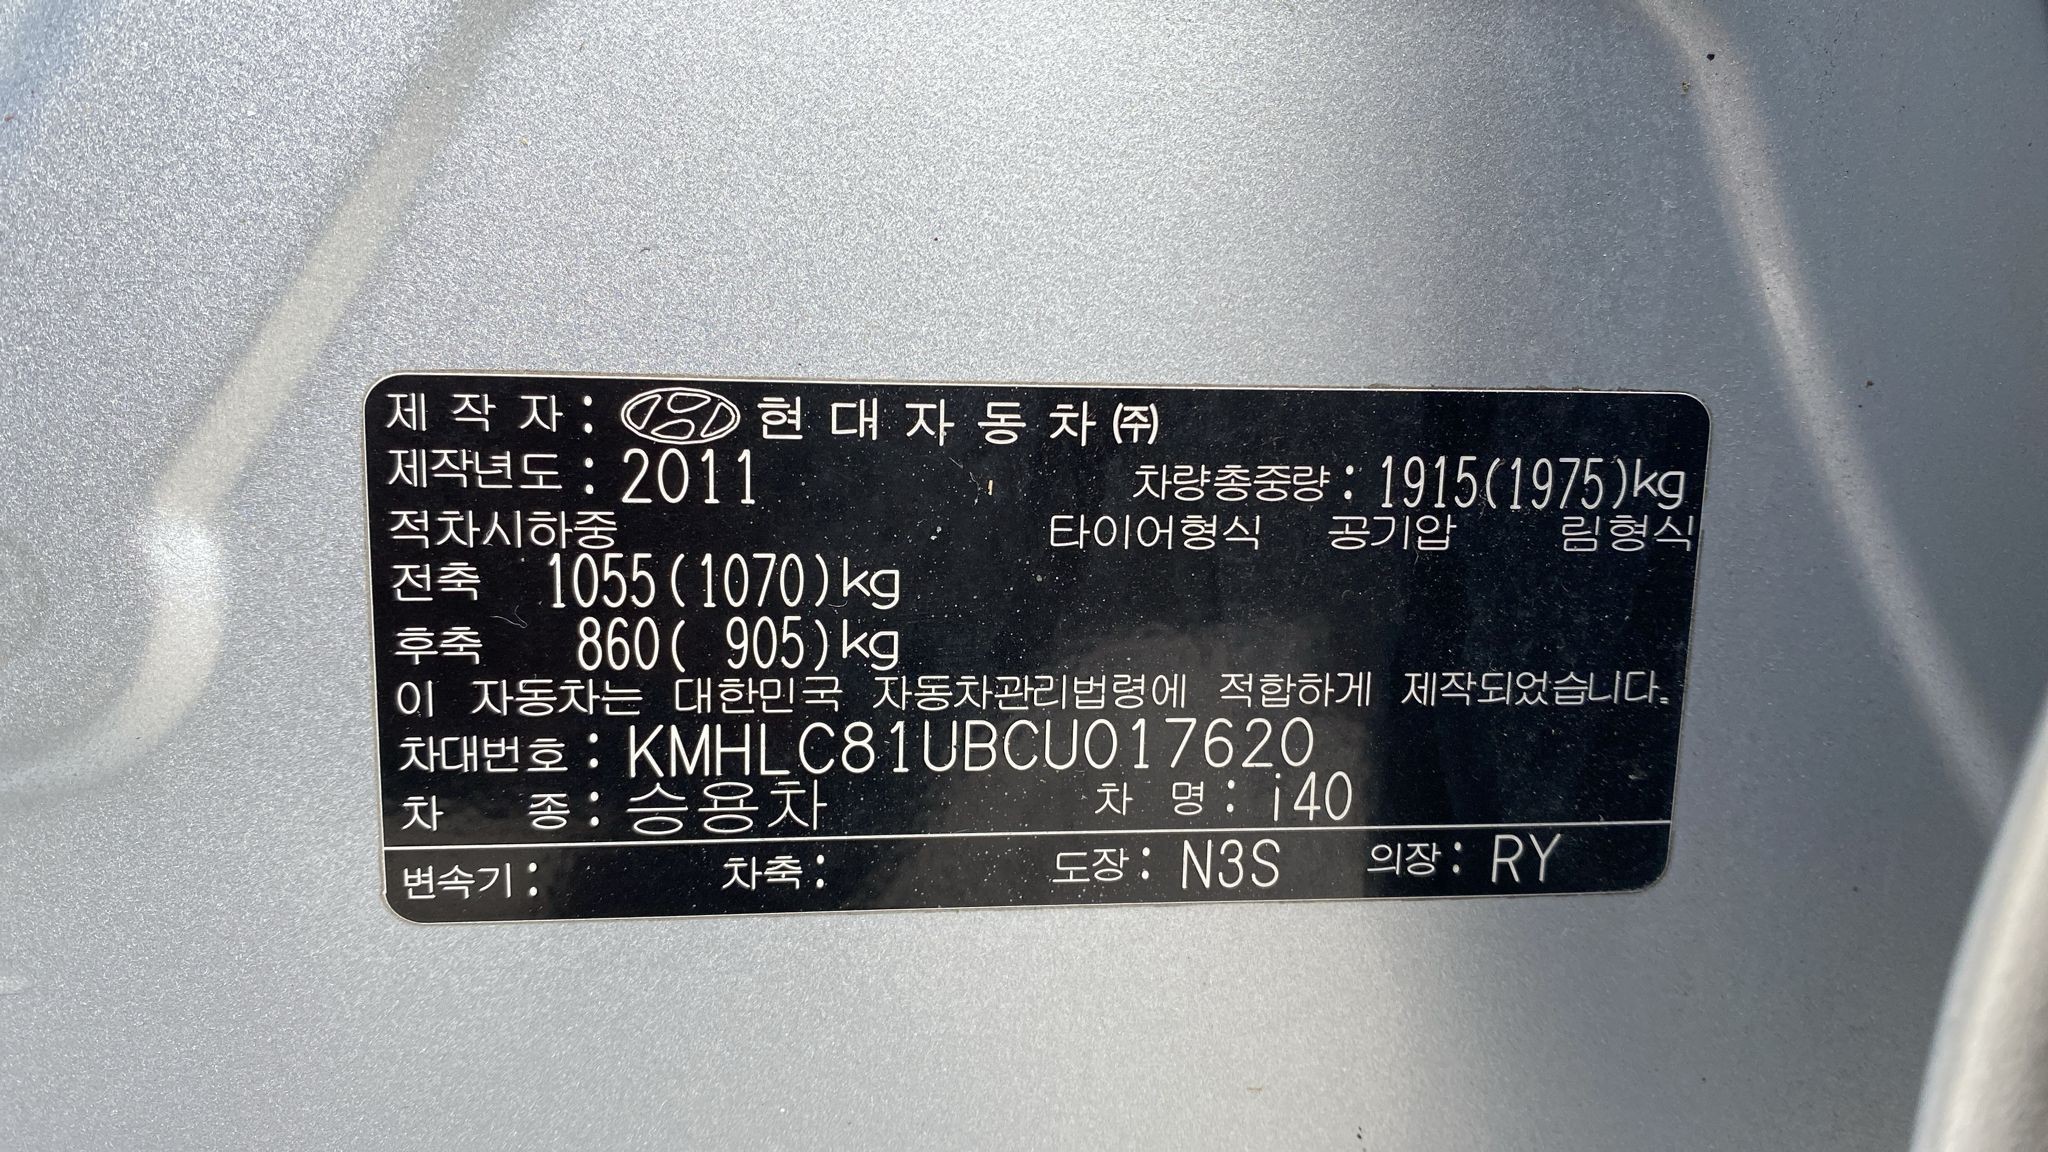 제작자: 현대자동차㈜
제작년도: 2011 차량총중량: 1915(1975)kg
적차시하중 타이어형식 공기압 림형식
전축 1055(1070)kg
후축 860( 905)kg
이 자동차는 대한민국 자동차관리법령에 적합하게 제작되었습니다.
차대번호: KMHLC81UBCU017620
차 종: 승용차 차 명: i40
변속기: 차축: 도장: N3S 의장: RY